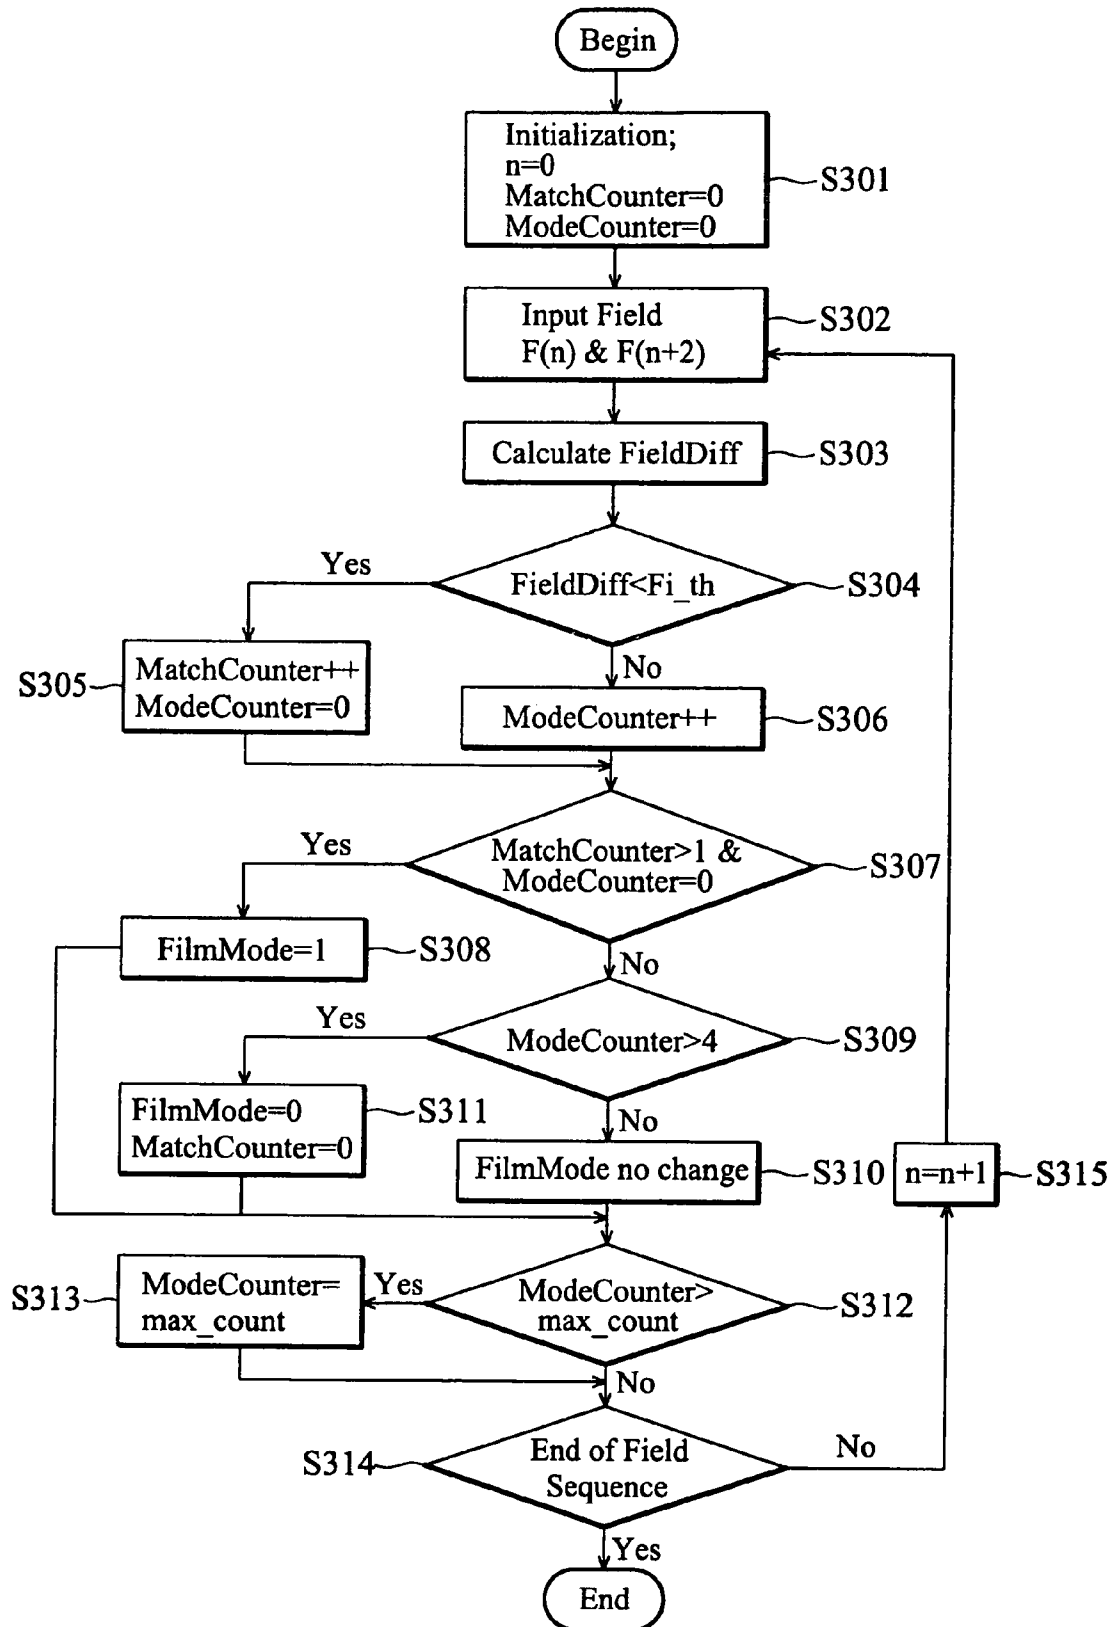 Begin
Initialization;
n=0
MatchCounter=0
ModeCounter=0
S301
Input Field
F(n) & F(n+2)
S302
Calculate FieldDiff
S303
Yes
FieldDiff<Fi_th
S304
S305
MatchCounter++
ModeCounter=0
No
ModeCounter++
S306
Yes
MatchCounter>1 &
ModeCounter=0
S307
FilmMode=1
S308
No
Yes
ModeCounter>4
S309
FilmMode=0
MatchCounter=0
S311
No
FilmMode no change
S310
n=n+1
S315
S313
ModeCounter=
max_count
Yes
ModeCounter>
max_count
S312
No
S314
End of Field
Sequence
No
Yes
End